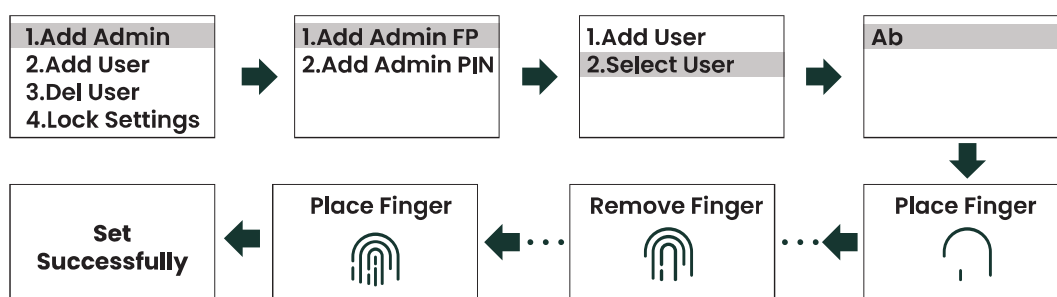 1.Add Admin
2.Add User
3.Del User
4.Lock Settings
1.Add Admin FP
2.Add Admin PIN
1.Add User
2.Select User
Ab
Place Finger
Remove Finger
Place Finger
Set
Successfully